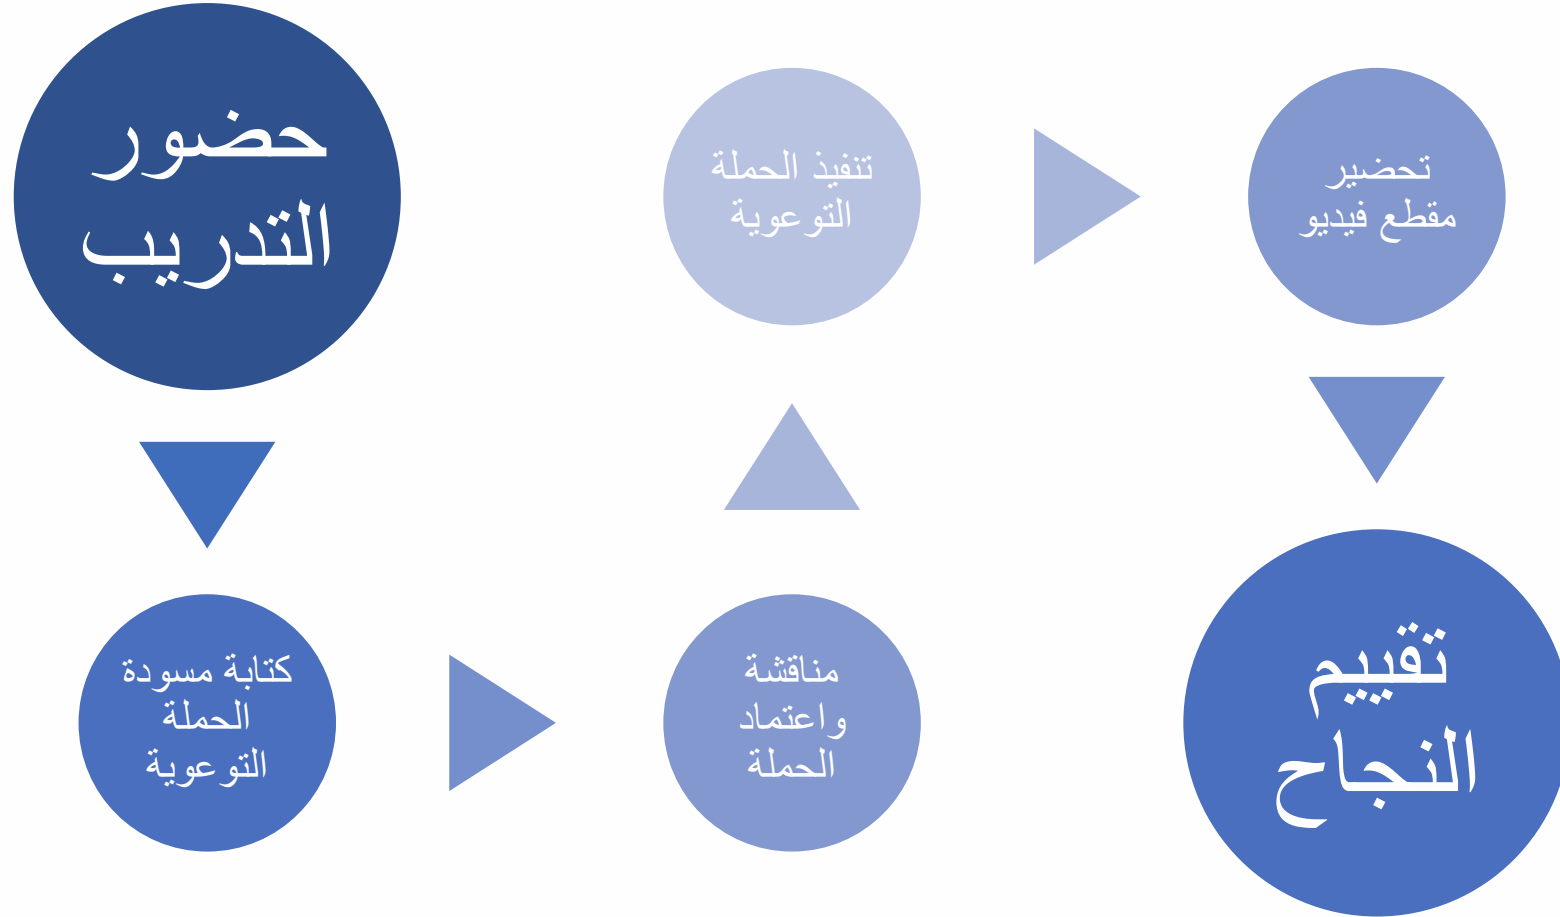 حضور
التدريب
كتابة مسودة
الحملة
التوعوية
مناقشة
واعتماد
الحملة
تنفيذ الحملة
التوعوية
تحضير
مقطع فيديو
تقييم
النجاح